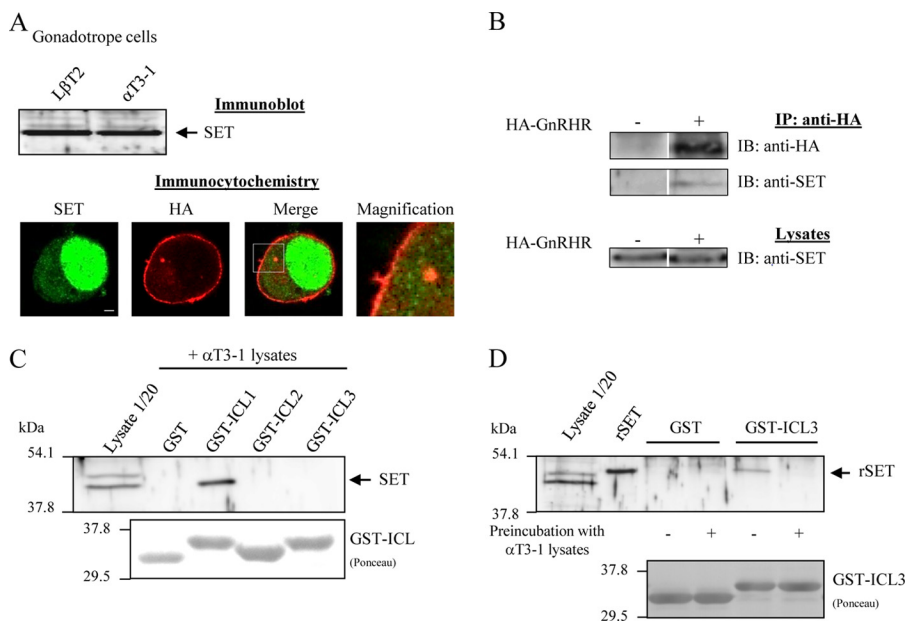 A
Gonadotrope cells
LβT2
αT3-1
Immunoblot
SET
Immunocytochemistry
SET
HA
Merge
Magnification
B
HA-GnRHR
-
+
IP: anti-HA
IB: anti-HA
IB: anti-SET
HA-GnRHR
-
+
Lysates
IB: anti-SET
C
+ αT3-1 lysates
Lysate 1/20
GST
GST-ICL1
GST-ICL2
GST-ICL3
kDa
54.1
SET
37.8
37.8
GST-ICL
(Ponceau)
29.5
D
Lysate 1/20
rSET
GST
GST-ICL3
kDa
54.1
rSET
37.8
Preincubation with
αT3-1 lysates
-
+
-
+
37.8
GST-ICL3
(Ponceau)
29.5